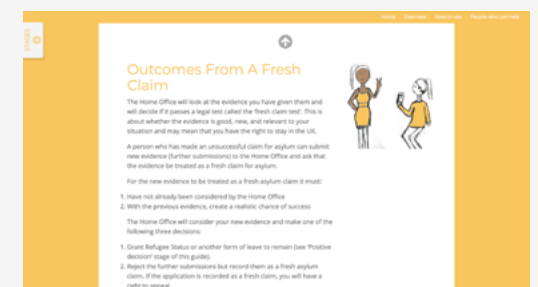 Home Overview How to use People who can help
STAGES
Outcomes From A Fresh
Claim
The Home Office will look at the evidence you have given them and
will decide if it passes a legal test called the 'fresh claim test'. This is
about whether the evidence is good, new, and relevant to your
situation and may mean that you have the right to stay in the UK.
A person who has made an unsuccessful claim for asylum can submit
new evidence (further submissions) to the Home Office and ask that
the evidence be treated as a fresh claim for asylum.
For the new evidence to be treated as a fresh asylum claim it must:
1. Have not already been considered by the Home Office
2. With the previous evidence, create a realistic chance of success
The Home Office will consider your new evidence and make one of the
following three decisions:
1. Grant Refugee Status or another form of leave to remain (see 'Positive
decision' stage of this guide).
2. Reject the further submissions but record them as a fresh asylum
claim. If the application is recorded as a fresh claim, you will have a
right to appeal